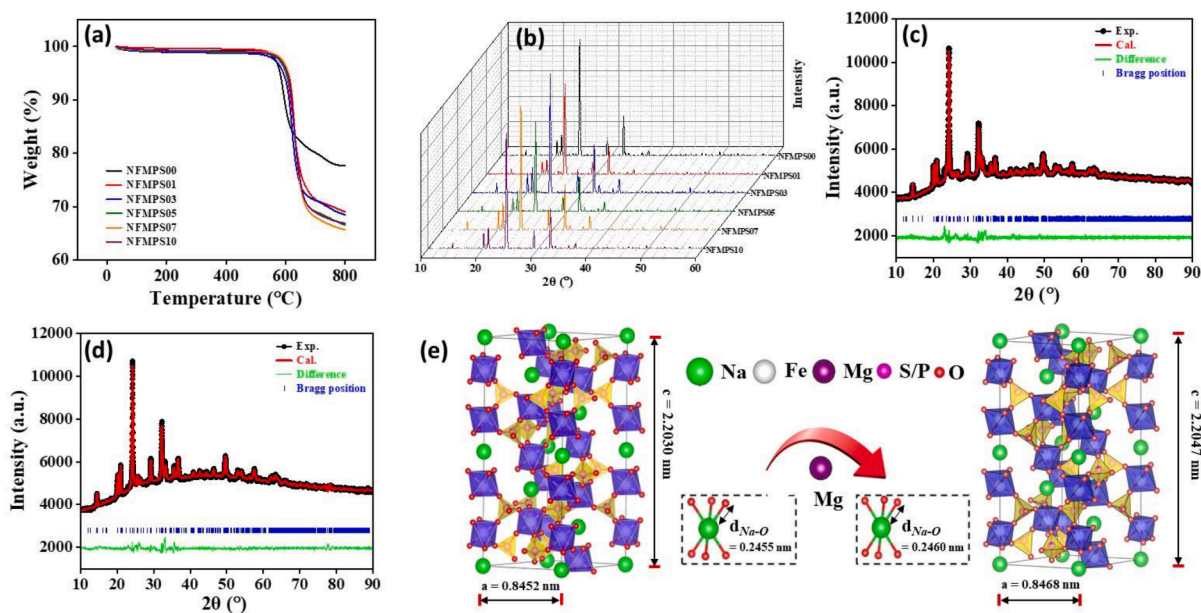 (a)
100
90
80
70
60
Weight (%)
NFMPS00
NFMPS01
NFMPS03
NFMPS05
NFMPS07
NFMPS10
0 200 400 600 800
Temperature (℃)
(b)
Intensity
NFMPS00
NFMPS01
NFMPS03
NFMPS05
NFMPS07
NFMPS10
10 20 30 40 50 60
2θ (°)
(c)
12000
10000
8000
6000
4000
2000
Intensity (a.u.)
Exp.
Cal.
Difference
Bragg position
10 20 30 40 50 60 70 80 90
2θ (°)
(d)
12000
10000
8000
6000
4000
2000
Intensity (a.u.)
Exp.
Cal.
Difference
Bragg position
10 20 30 40 50 60 70 80 90
2θ (°)
(e)
c = 2.2030 nm
a = 0.8452 nm
Na Fe Mg S/P O
Mg
d Na-O
= 0.2455 nm
d Na-O
= 0.2460 nm
c = 2.2047 nm
a = 0.8468 nm